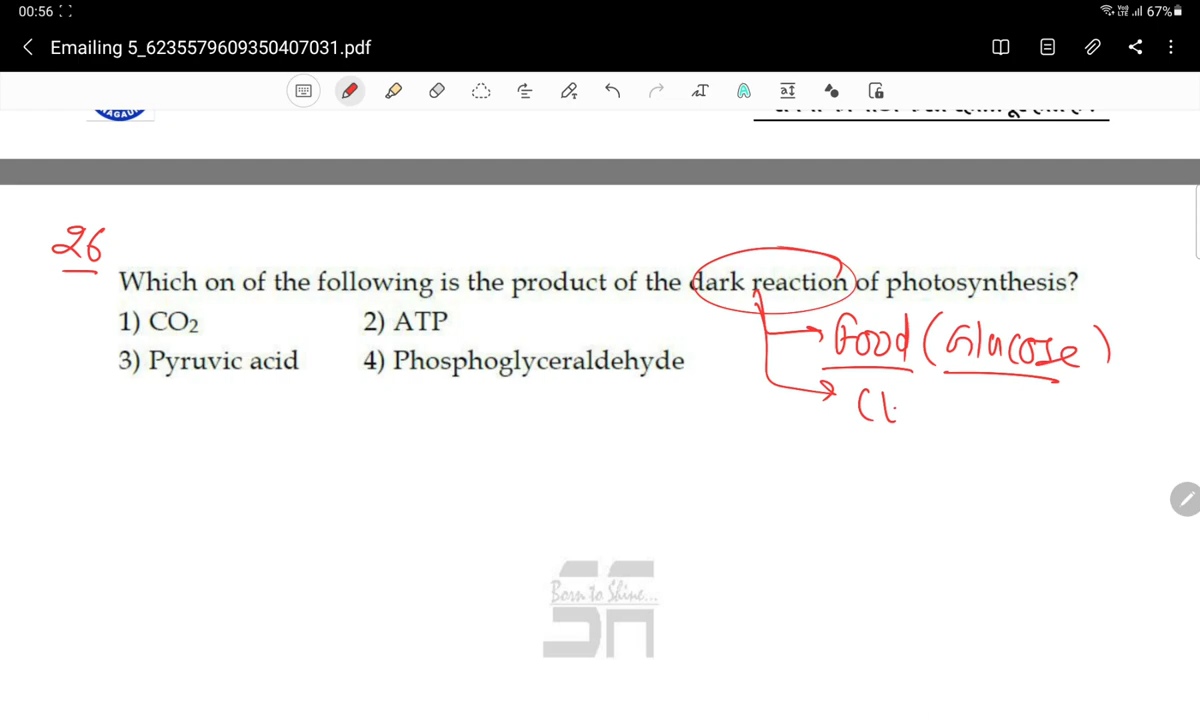 00:56
67%
Emailing 5_6235579609350407031.pdf
26
Which on of the following is the product of the dark reaction of photosynthesis?
1) CO2 2) ATP
3) Pyruvic acid 4) Phosphoglyceraldehyde
Food (Glucose)
Born to Shine...